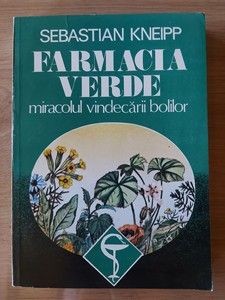 SEBASTIAN KNEIPP
FARMACIA
VERDE
miracolul vindecării bolilor